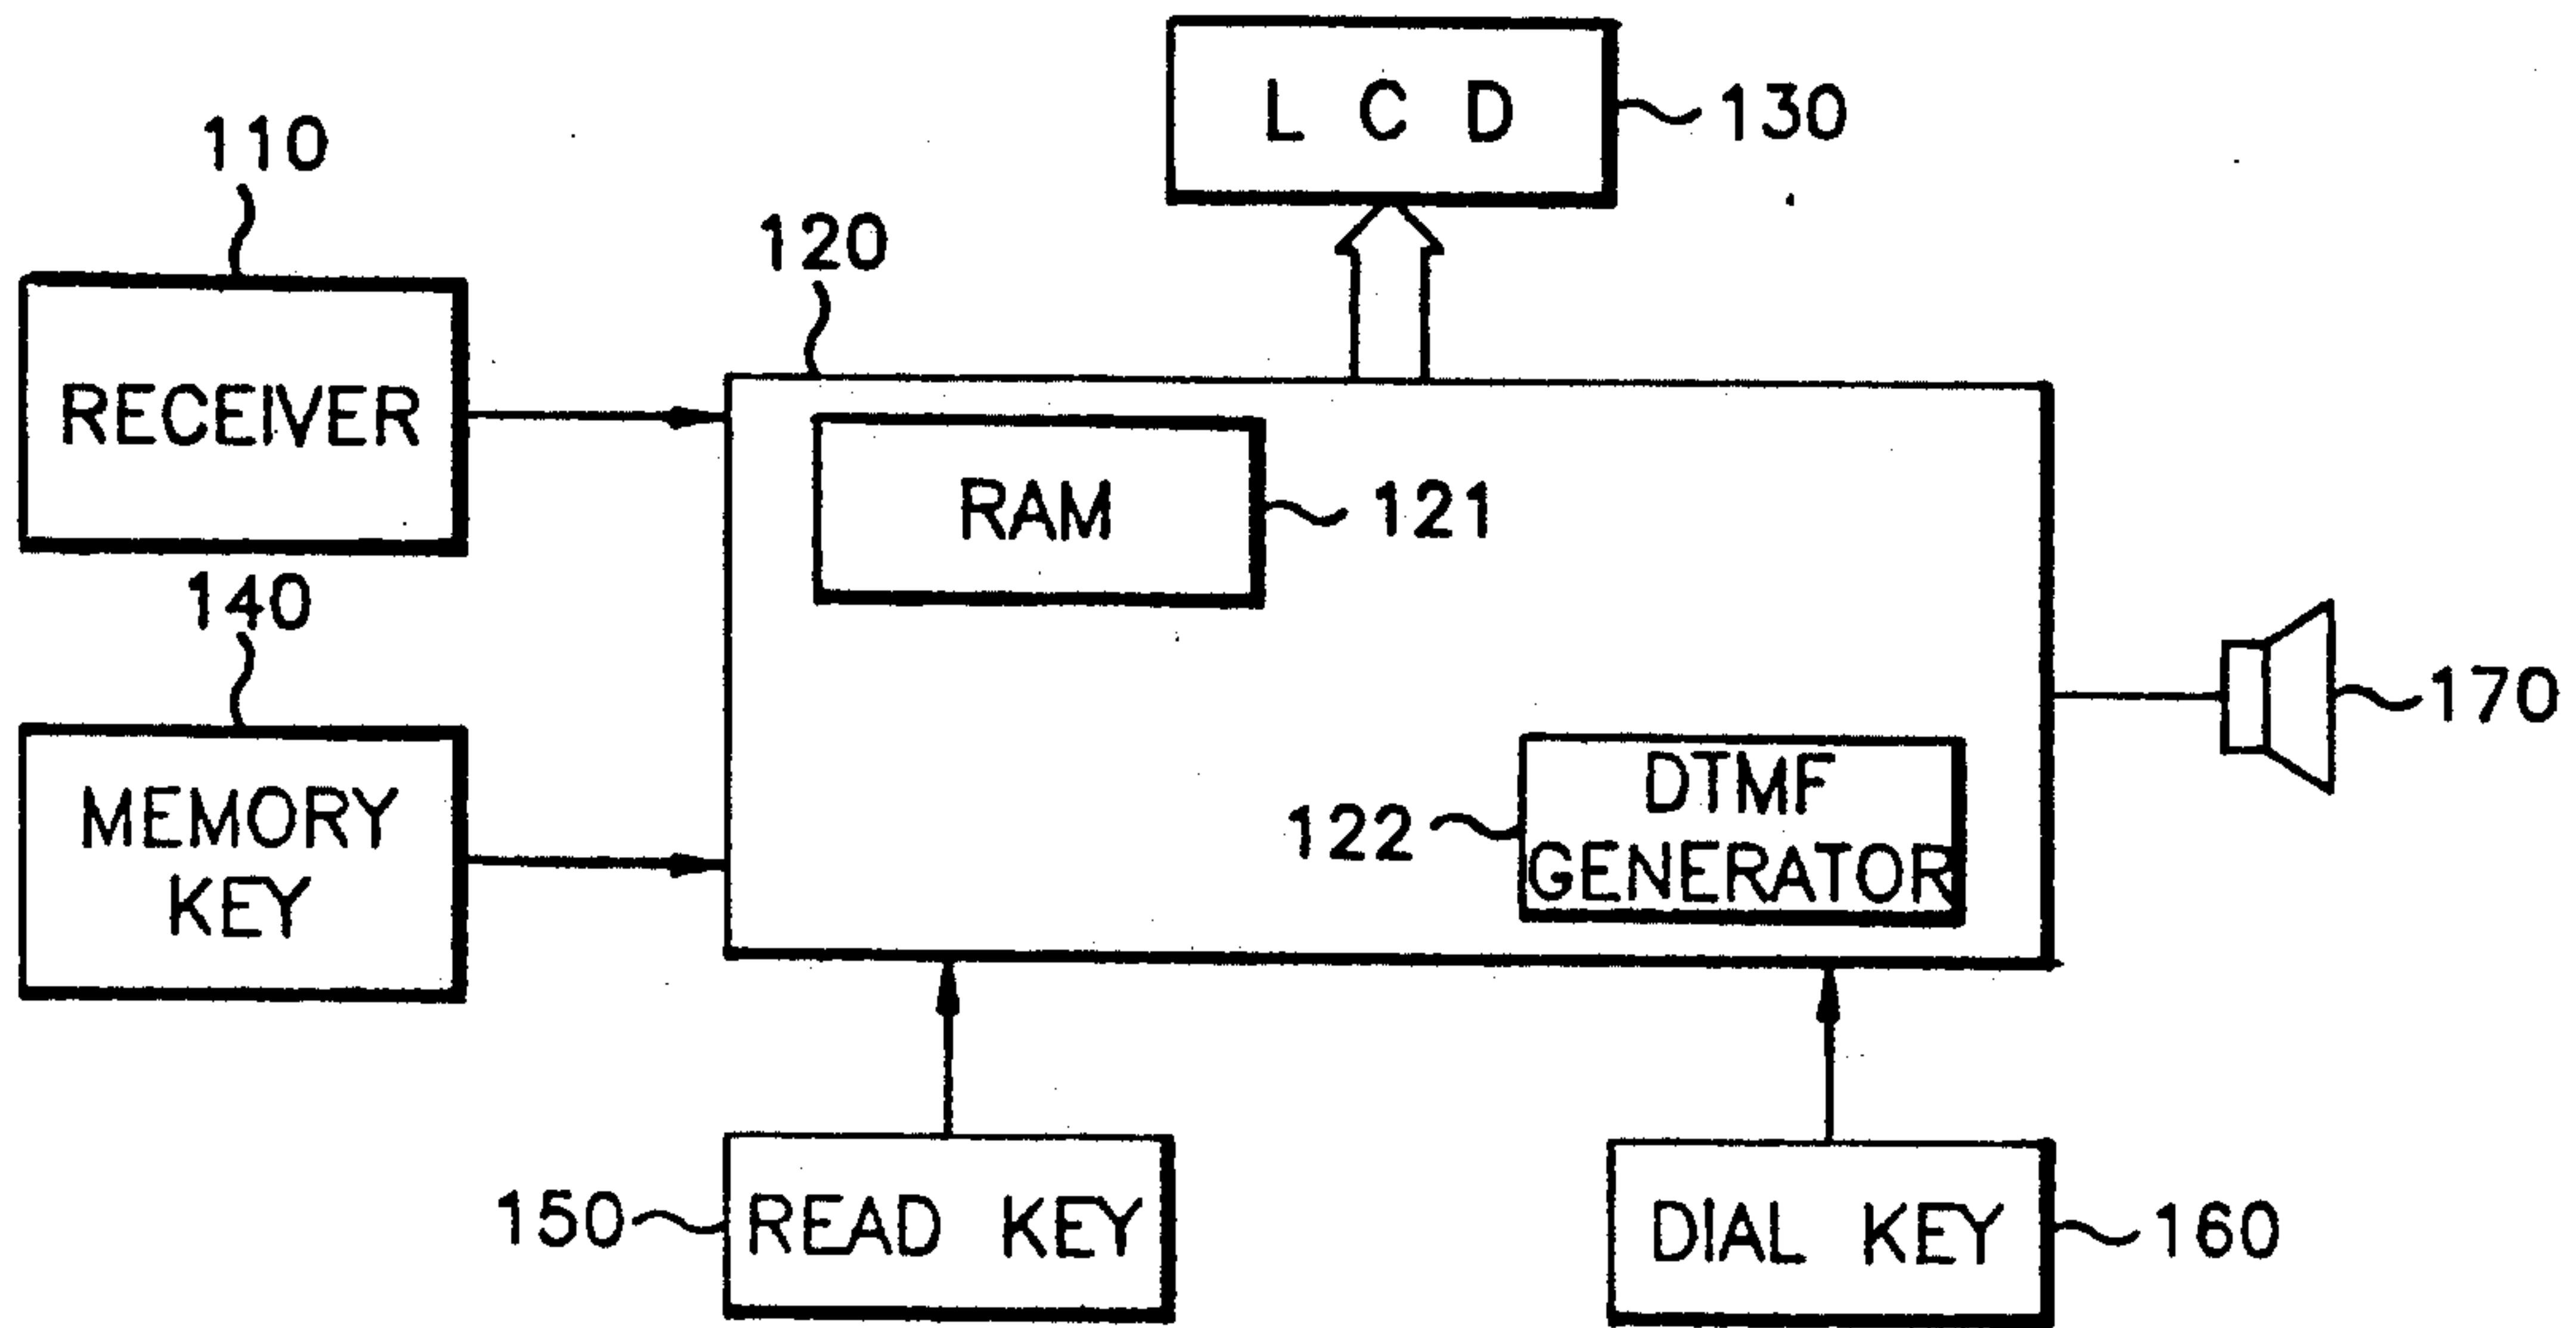 L C D
130
110
120
RECEIVER
RAM
121
140
170
MEMORY
KEY
122
DTMF
GENERATOR
150
READ KEY
DIAL KEY
160